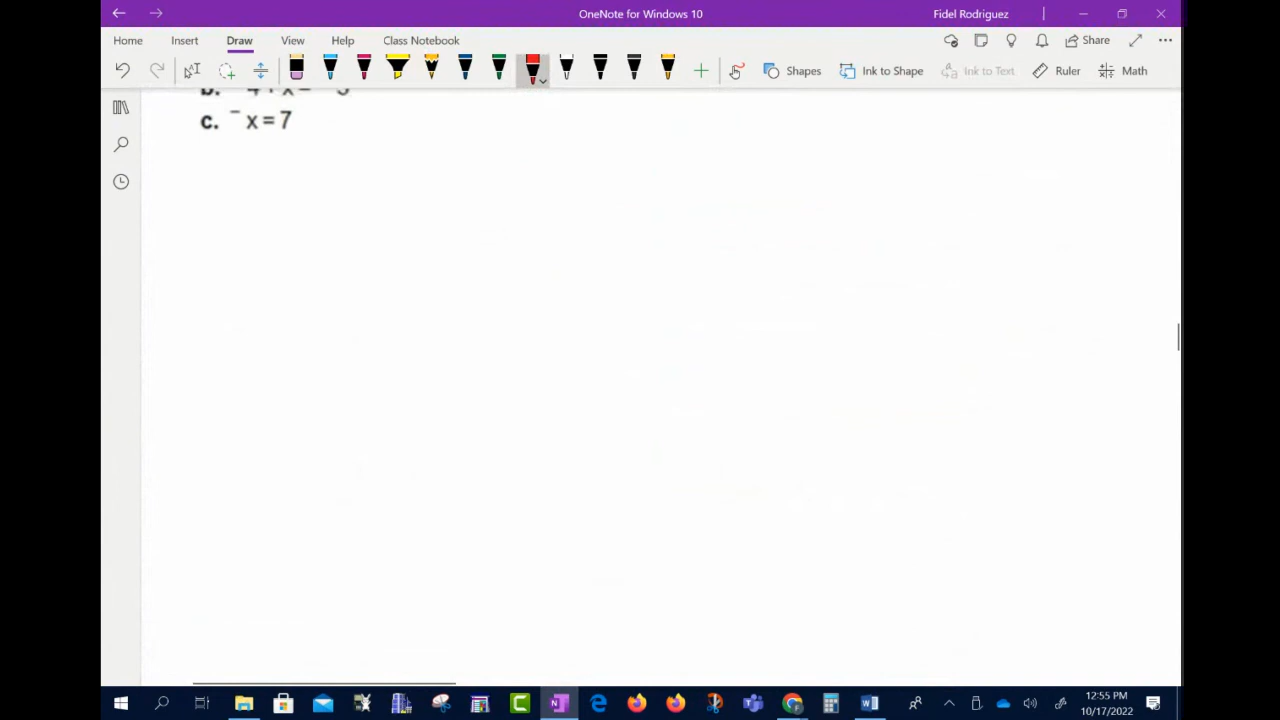 OneNote for Windows 10
Fidel Rodriguez
Home Insert Draw View Help Class Notebook
Share
Shapes Ink to Shape Ink to Text Ruler Math
b.
c. ⁻ x = 7
12:55 PM
10/17/2022